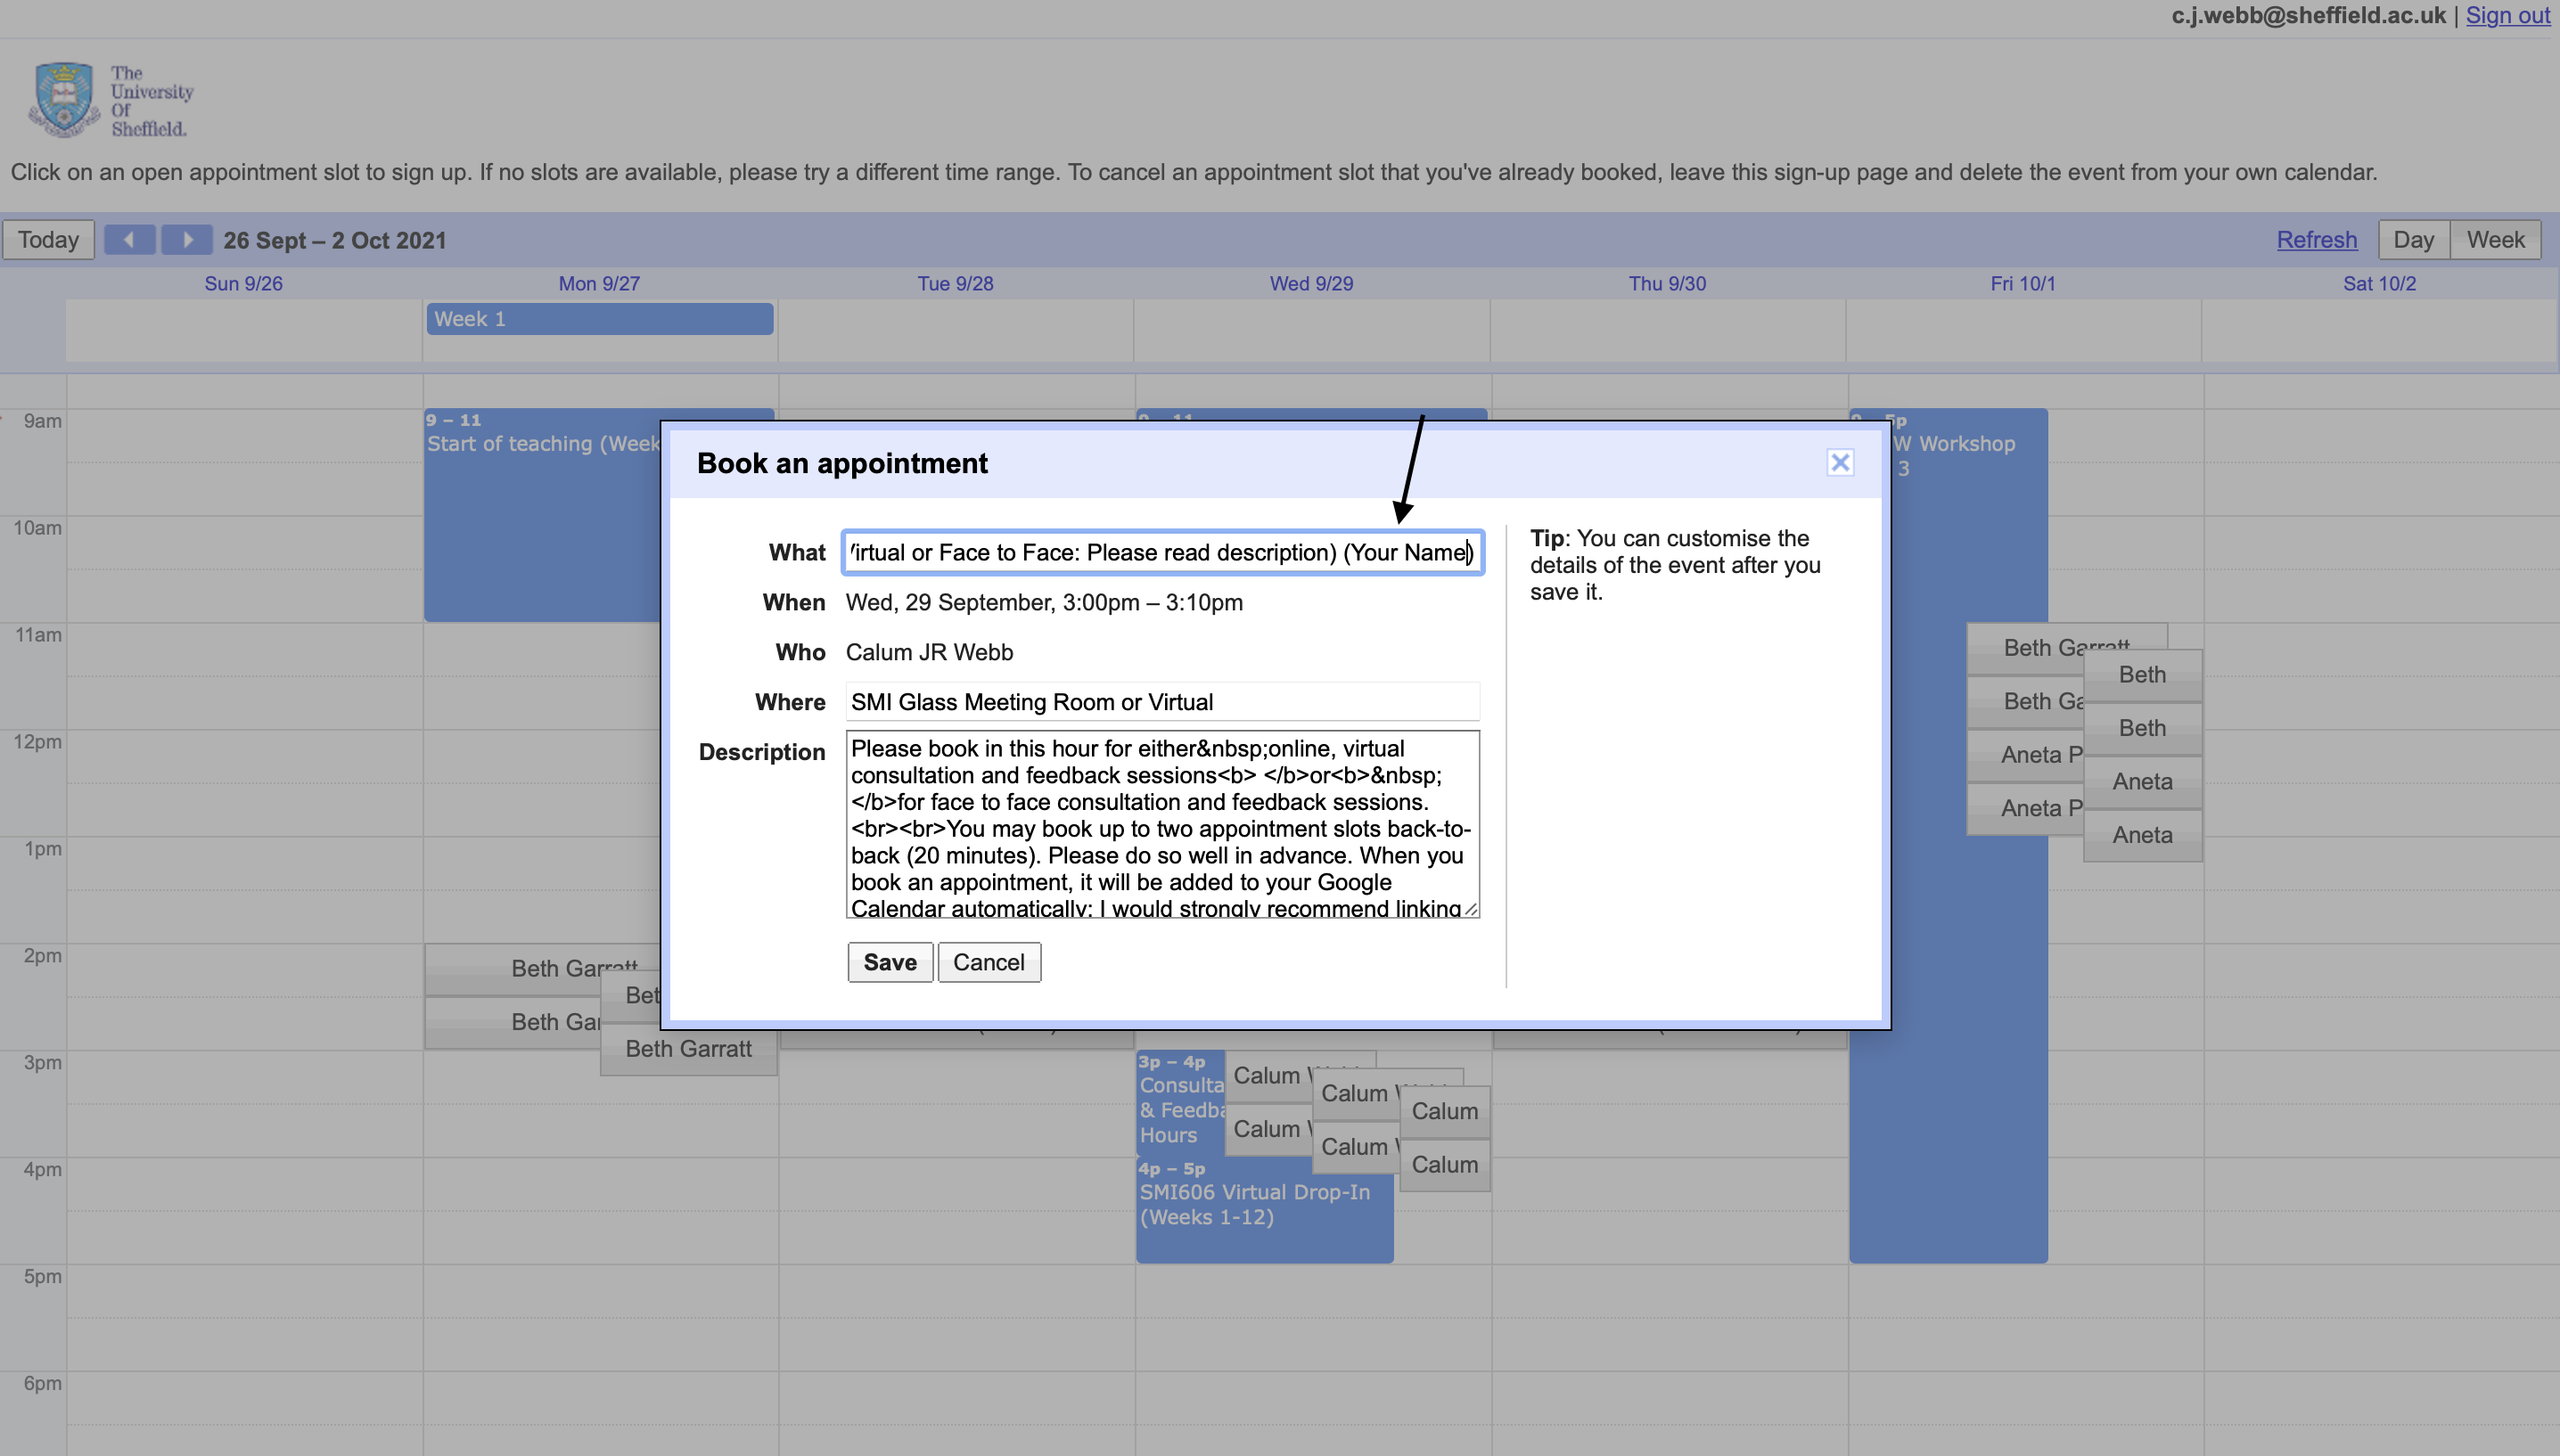 c.j.webb@sheffield.ac.uk | Sign out
The
University
Of
Sheffield.
Click on an open appointment slot to sign up. If no slots are available, please try a different time range. To cancel an appointment slot that you've already booked, leave this sign-up page and delete the event from your own calendar.
Today
26 Sept – 2 Oct 2021
Refresh
Day
Week
Sun 9/26
Mon 9/27
Tue 9/28
Wed 9/29
Thu 9/30
Fri 10/1
Sat 10/2
Week 1
9am
10am
11am
12pm
1pm
2pm
3pm
4pm
5pm
6pm
9 – 11
Start of teaching (Week
Book an appointment
What
irtual or Face to Face: Please read description) (Your Name)
When
Wed, 29 September, 3:00pm – 3:10pm
Who
Calum JR Webb
Where
SMI Glass Meeting Room or Virtual
Description
Please book in this hour for either&nbsp;online, virtual
consultation and feedback sessions<b> </b>or<b>&nbsp;
</b>for face to face consultation and feedback sessions.
<br><br>You may book up to two appointment slots back-to-
back (20 minutes). Please do so well in advance. When you
book an appointment, it will be added to your Google
Calendar automatically; I would strongly recommend linking
Save
Cancel
Tip: You can customise the
details of the event after you
save it.
5p
W Workshop
3
Beth Garratt
Beth Ga
Aneta P
Aneta P
Beth
Beth
Aneta
Aneta
Beth Garratt
Beth Gar
Bet
Beth Garratt
3p – 4p
Consulta
& Feedba
Hours
Calum
Calum
Calum
Calum
Calum
Calum
4p – 5p
SMI606 Virtual Drop-In
(Weeks 1-12)